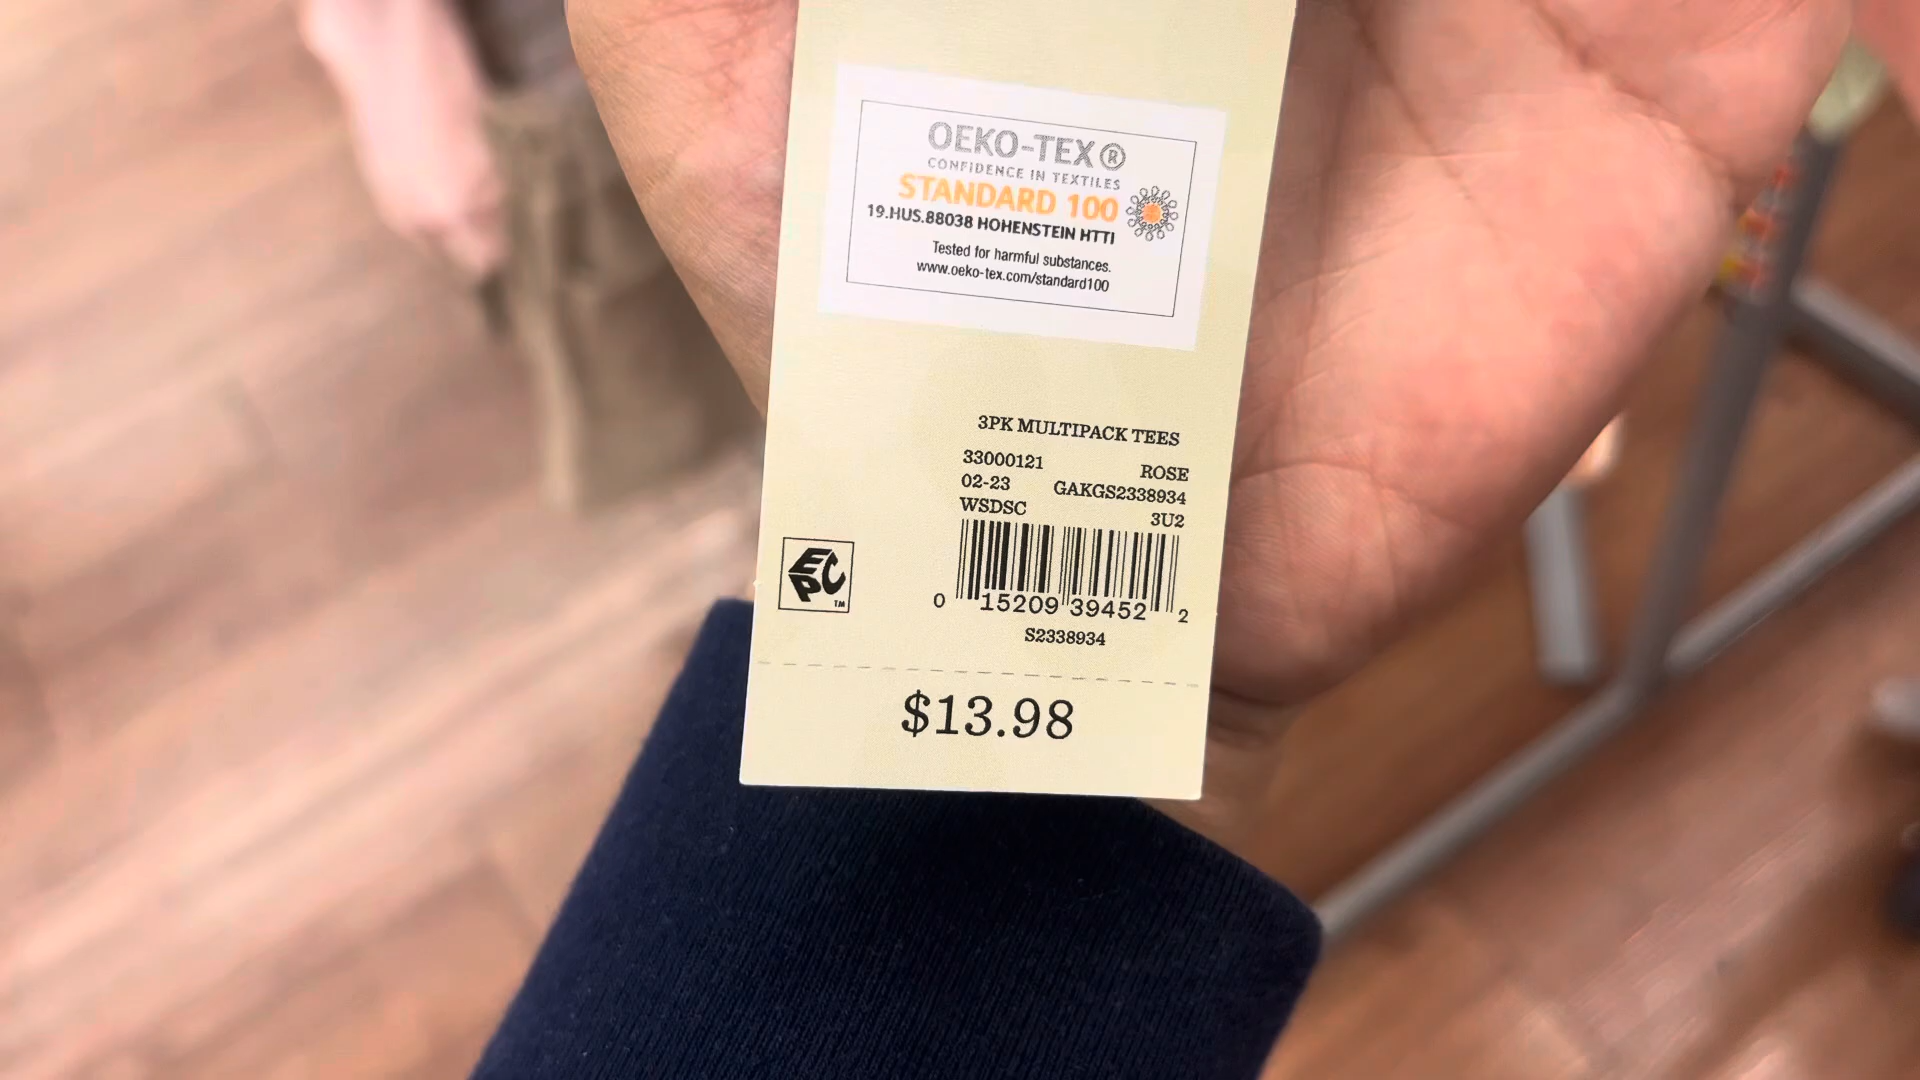 OEKO-TEX®
CONFIDENCE IN TEXTILES
STANDARD 100
19.HUS.88038 HOHENSTEIN HTTI
Tested for harmful substances.
www.oeko-tex.com/standard100
3PK MULTIPACK TEES
33000121 ROSE
02-23 GAKGS2338934
WSDSC 3U2
EPC™
0 15209 39452 2
S2338934
$13.98